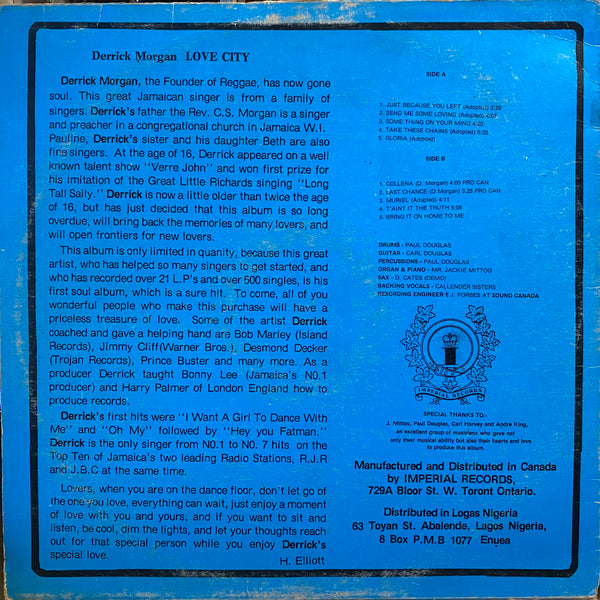 Derrick Morgan LOVE CITY
Derrick Morgan, the Founder of Reggae, has now gone
soul. This great Jamaican singer is from a family of
singers. Derrick's father the Rev. C.S. Morgan is a singer
and preacher in a congregational church in Jamaica W.I.
Pauline, Derrick's sister and his daughter Beth are also
fine singers. At the age of 16, Derrick appeared on a well
known talent show "Verre John" and won first prize for
his imitation of the Great Little Richards singing "Long
Tall Sally." Derrick is now a little older than twice the age
of 16, but has just decided that this album is so long
overdue, will bring back the memories of many lovers, and
will open frontiers for new lovers.
This album is only limited in quanity, because this great
artist, who has helped so many singers to get started, and
who has recorded over 21 L.P's and over 500 singles, is his
first soul album, which is a sure hit. To come, all of you
wonderful people who make this purchase will have a
priceless treasure of love. Some of the artist Derrick
coached and gave a helping hand are Bob Marley (Island
Records), Jimmy Cliff(Warner Bros.), Desmond Decker
(Trojan Records), Prince Buster and many more. As a
producer Derrick taught Bonny Lee (Jamaica's NO.1
producer) and Harry Palmer of London England how to
produce records.
Derrick's first hits were "I Want A Girl To Dance With
Me" and "Oh My" followed by "Hey you Fatman."
Derrick is the only singer from NO.1 to NO. 7 hits on the
Top Ten of Jamaica's two leading Radio Stations, R.J.R
and J.B.C at the same time.
Lovers, when you are on the dance floor, don't let go of
the one you love, everything can wait, just enjoy a moment
of love with you and yours, and if you want to sit and
listen, be cool, dim the lights, and let your thoughts reach
out for that special person while you enjoy Derrick's
special love.
H. Elliott
SIDE A
1. JUST BECAUSE YOU LEFT (Adopted) 3:29
2. SEND ME SOME LOVING (Adopted) 4:07
3. SOME THING ON YOUR MIND 4:20
4. TAKE THESE CHAINS (Adopted) 5:35
5. GLORIA (Adopted)
SIDE B
1. COLLENA (D. Morgan) 4:00 PRO CAN
2. LAST CHANCE (D.Morgan) 3.25 PRO CAN
3. MURIEL (Adopted) 4:11
4. T'AINT IT THE TRUTH 5:05
5. BRING IT ON HOME TO ME
DRUMS - PAUL DOUGLAS
GUITAR - CARL DOUGLAS
PERCUSSIONS - PAUL DOUGLAS
ORGAN & PIANO - MR. JACKIE MITTOO
SAX - O. CATES (DEMO)
BACKING VOCALS - CALLENDER SISTERS
RESORDING ENGINEER J. FORBES AT SOUND CANADA
IMPERIAL RECORDS
SPECIAL THANKS TO:-
J. Mittoo, Paul Douglas, Carl Harvey and Andre King,
an excellant group of musicians who gave not
only their musical ability but also their hearts and love
to produce this album.
Manufactured and Distributed in Canada
by IMPERIAL RECORDS,
729A Bloor St. W. Toront Ontario.
Distributed in Logas Nigeria
63 Toyan St. Abalende, Lagos Nigeria,
8 Box P.M.B 1077 Enuea